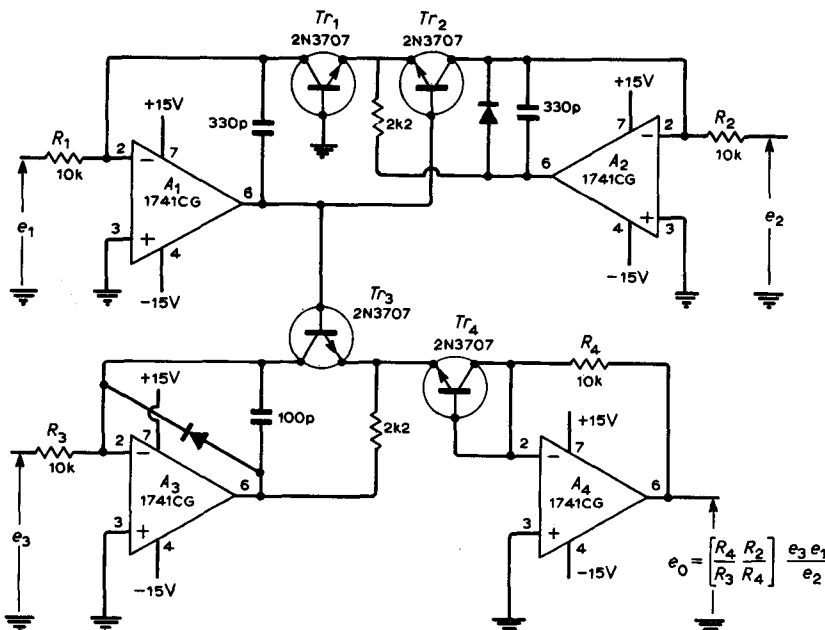 Tr1
2N3707
Tr2
2N3707
+15V
330p
2k2
330p
+15V
R1
10k
2
−
7
A1
1741CG
6
3
+
4
−15V
e1
6
A2
1741CG
7
−
2
R2
10k
+
3
4
−15V
e2
Tr3
2N3707
Tr4
2N3707
R4
10k
+15V
100p
2k2
+15V
R3
10k
2
−
7
A3
1741CG
6
3
+
4
−15V
e3
2
−
7
A4
1741CG
6
3
+
4
−15V
e0 = [R4/R3 R2/R4] e3 e1/e2